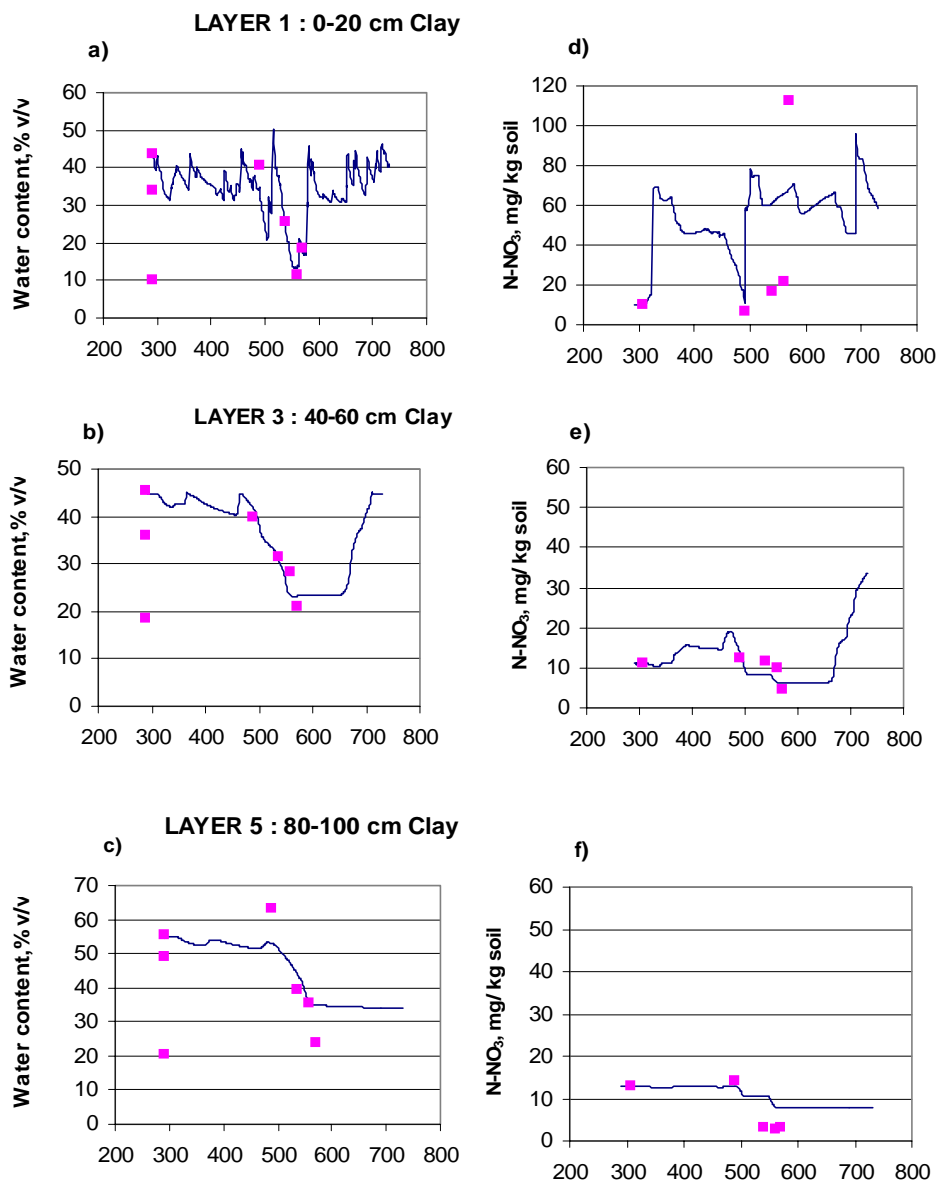 LAYER 1 : 0-20 cm Clay
a)
Water content,% v/v
60
50
40
30
20
10
0
200 300 400 500 600 700 800
d)
N-NO3, mg/ kg soil
120
100
80
60
40
20
0
200 300 400 500 600 700 800
LAYER 3 : 40-60 cm Clay
b)
Water content,% v/v
50
40
30
20
10
0
200 300 400 500 600 700 800
e)
N-NO3, mg/ kg soil
60
50
40
30
20
10
0
200 300 400 500 600 700 800
LAYER 5 : 80-100 cm Clay
c)
Water content,% v/v
70
60
50
40
30
20
10
0
200 300 400 500 600 700 800
f)
N-NO3, mg/ kg soil
60
50
40
30
20
10
0
200 300 400 500 600 700 800